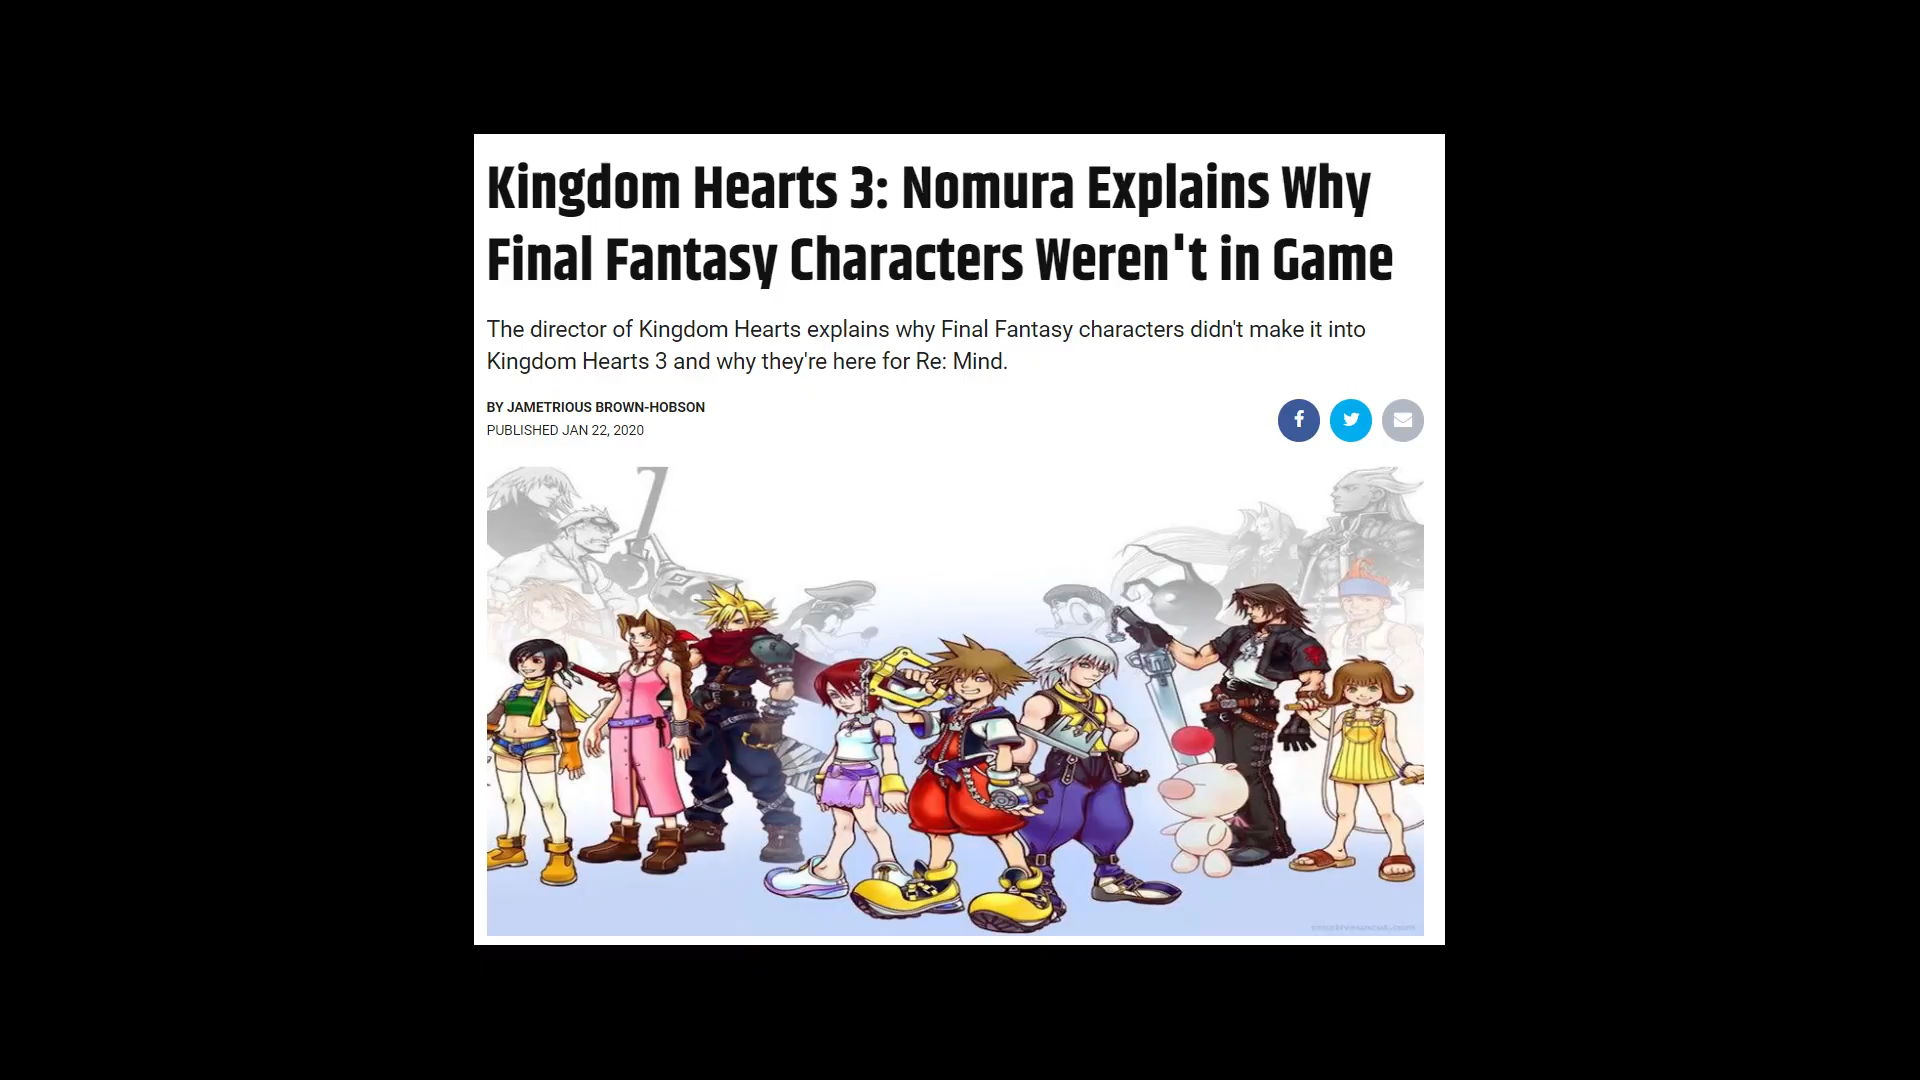 Kingdom Hearts 3: Nomura Explains Why
Final Fantasy Characters Weren't in Game
The director of Kingdom Hearts explains why Final Fantasy characters didn't make it into
Kingdom Hearts 3 and why they're here for Re: Mind.
BY JAMETRIOUS BROWN-HOBSON
PUBLISHED JAN 22, 2020